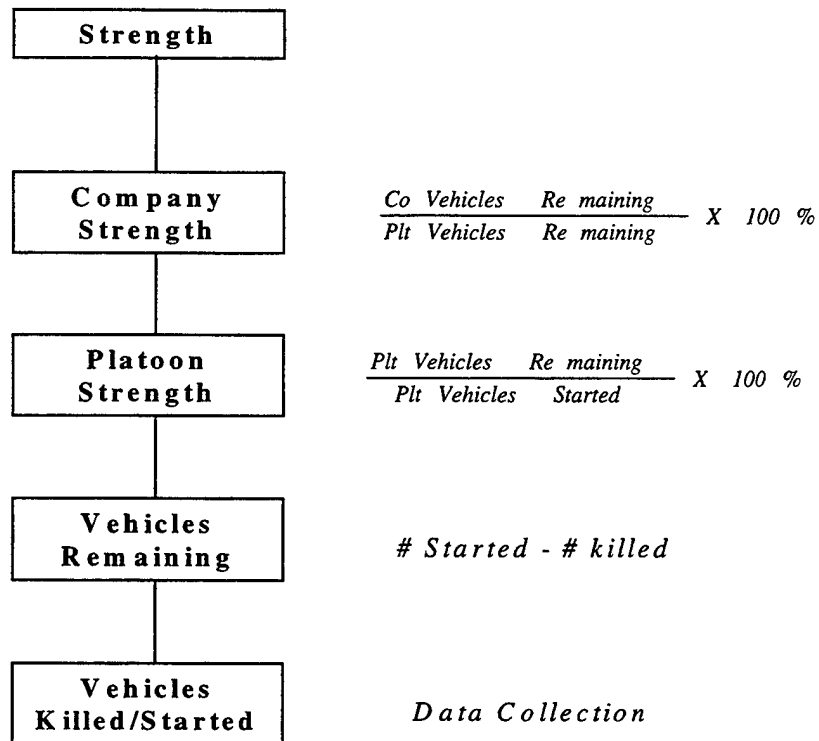 Strength
Company
Strength
Co Vehicles Re maining
Plt Vehicles Re maining
X 100 %
Platoon
Strength
Plt Vehicles Re maining
Plt Vehicles Started
X 100 %
Vehicles
Remaining
# Started - # killed
Vehicles
Killed/Started
Data Collection